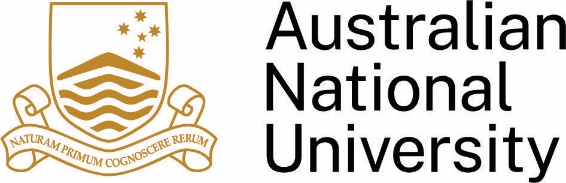 Australian
National
University
NATURAM PRIMUM COGNOSCERE RERUM